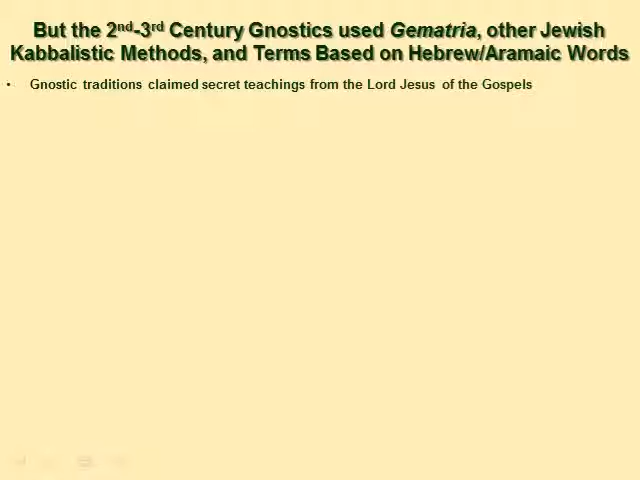 But the 2nd-3rd Century Gnostics used Gematria, other Jewish
Kabbalistic Methods, and Terms Based on Hebrew/Aramaic Words
• Gnostic traditions claimed secret teachings from the Lord Jesus of the Gospels